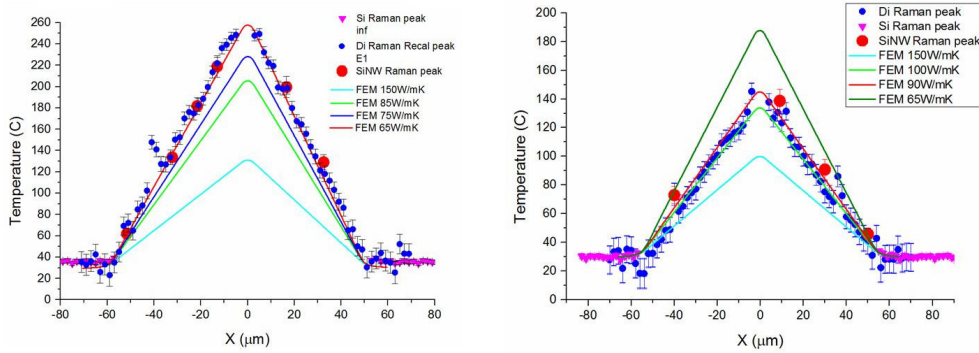 Si Raman peak
inf
Di Raman Recal peak
E1
SiNW Raman peak
FEM 150W/mK
FEM 85W/mK
FEM 75W/mK
FEM 65W/mK
260
240
220
200
180
160
140
120
100
80
60
40
20
0
Temperature (C)
-80 -60 -40 -20 0 20 40 60 80
X (μm)
Di Raman peak
Si Raman peak
SiNW Raman peak
FEM 150W/mK
FEM 100W/mK
FEM 90W/mK
FEM 65W/mK
200
180
160
140
120
100
80
60
40
20
0
Temperature (C)
-80 -60 -40 -20 0 20 40 60 80
X (μm)